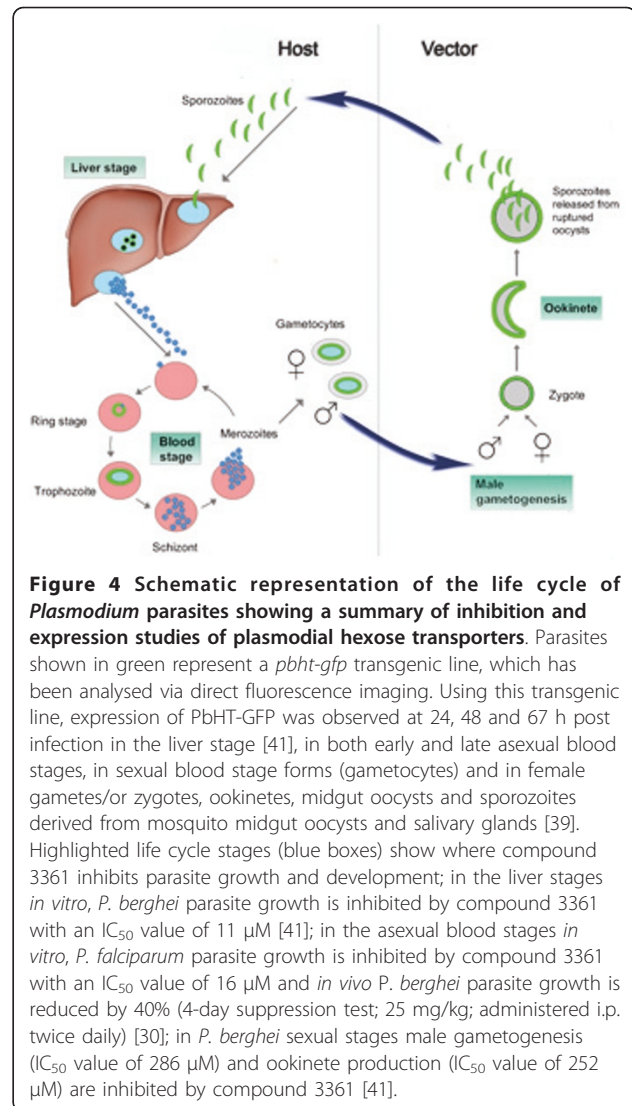 Host
Vector
Sporozoites
Liver stage
Sporozoites
released from
ruptured
oocysts
Ookinete
Gametocytes
♀
♂
Zygote
Ring stage
Blood
stage
Merozoites
♂ ♀
Male
gametogenesis
Trophozoite
Schizont
Figure 4 Schematic representation of the life cycle of
Plasmodium parasites showing a summary of inhibition and
expression studies of plasmodial hexose transporters. Parasites
shown in green represent a pbht-gfp transgenic line, which has
been analysed via direct fluorescence imaging. Using this transgenic
line, expression of PbHT-GFP was observed at 24, 48 and 67 h post
infection in the liver stage [41], in both early and late asexual blood
stages, in sexual blood stage forms (gametocytes) and in female
gametes/or zygotes, ookinetes, midgut oocysts and sporozoites
derived from mosquito midgut oocysts and salivary glands [39].
Highlighted life cycle stages (blue boxes) show where compound
3361 inhibits parasite growth and development; in the liver stages
in vitro, P. berghei parasite growth is inhibited by compound 3361
with an IC50 value of 11 μM [41]; in the asexual blood stages in
vitro, P. falciparum parasite growth is inhibited by compound 3361
with an IC50 value of 16 μM and in vivo P. berghei parasite growth is
reduced by 40% (4-day suppression test; 25 mg/kg; administered i.p.
twice daily) [30]; in P. berghei sexual stages male gametogenesis
(IC50 value of 286 μM) and ookinete production (IC50 value of 252
μM) are inhibited by compound 3361 [41].